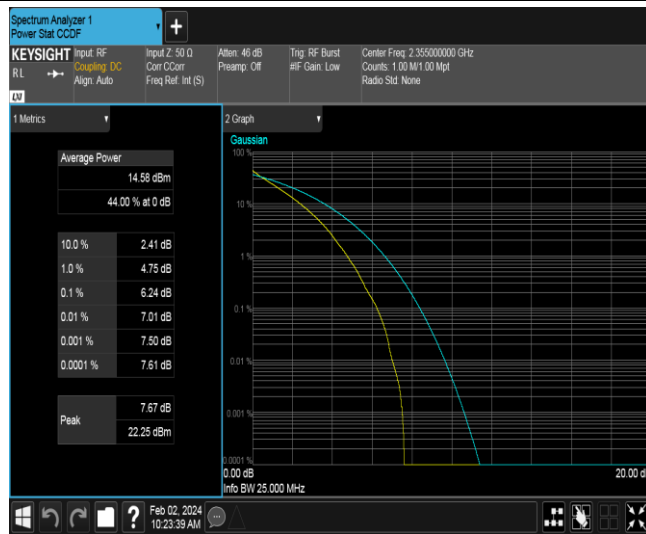 Spectrum Analyzer 1
Power Stat CCDF
+
KEYSIGHT
RL
LXI
Input: RF
Coupling: DC
Align: Auto
Input Z: 50 Ω
Corr CCorr
Freq Ref: Int (S)
Atten: 46 dB
Preamp: Off
Trig: RF Burst
#IF Gain: Low
Center Freq: 2.355000000 GHz
Counts: 1.00 M/1.00 Mpt
Radio Std: None
1 Metrics
Average Power
14.58 dBm
44.00 % at 0 dB
10.0 % 2.41 dB
1.0 % 4.75 dB
0.1 % 6.24 dB
0.01 % 7.01 dB
0.001 % 7.50 dB
0.0001 % 7.61 dB
Peak
7.67 dB
22.25 dBm
2 Graph
Gaussian
100 %
10 %
1 %
0.1 %
0.01 %
0.001 %
0.0001 %
0.00 dB
20.00 d
Info BW 25.000 MHz
?
Feb 02, 2024
10:23:39 AM